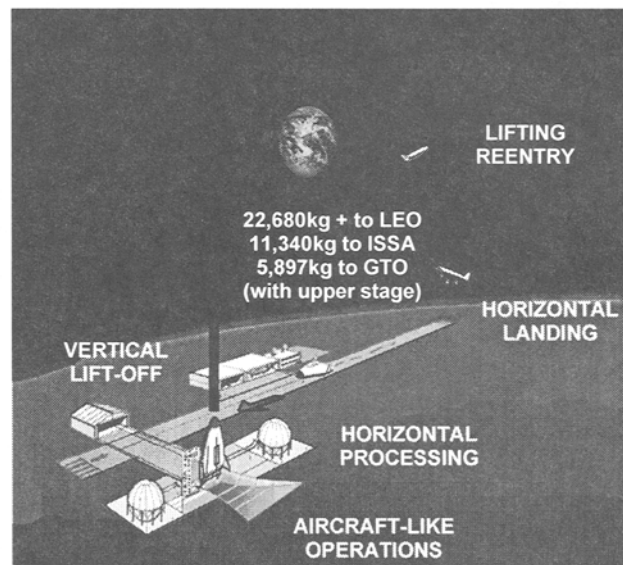 LIFTING
REENTRY
22,680kg + to LEO
11,340kg to ISSA
5,897kg to GTO
(with upper stage)
HORIZONTAL
LANDING
VERTICAL
LIFT-OFF
HORIZONTAL
PROCESSING
AIRCRAFT-LIKE
OPERATIONS